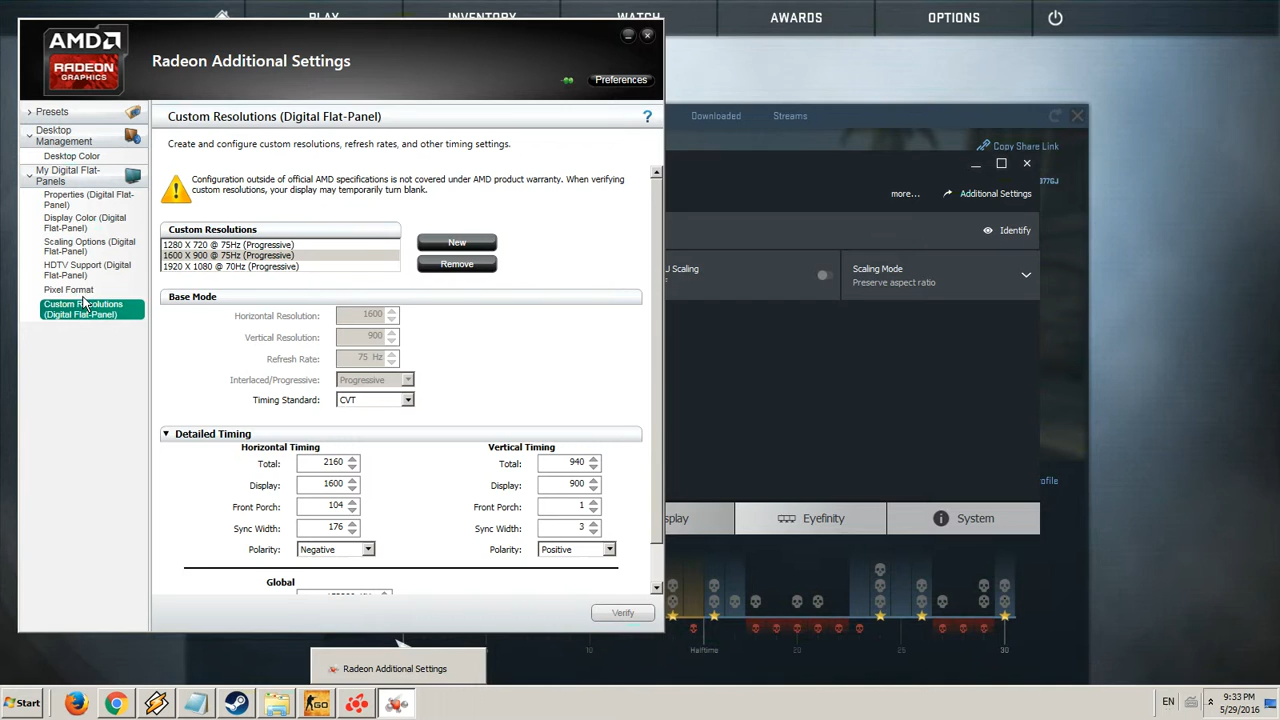 PLAY
INVENTORY
WATCH
AWARDS
OPTIONS
AMD
RADEON
GRAPHICS
Radeon Additional Settings
Preferences
Presets
Desktop
Management
Desktop Color
My Digital Flat-
Panels
Properties (Digital Flat-
Panel)
Display Color (Digital
Flat-Panel)
Scaling Options (Digital
Flat-Panel)
HDTV Support (Digital
Flat-Panel)
Pixel Format
Custom Resolutions
(Digital Flat-Panel)
Custom Resolutions (Digital Flat-Panel)
?
Create and configure custom resolutions, refresh rates, and other timing settings.
Configuration outside of official AMD specifications is not covered under AMD product warranty. When verifying
custom resolutions, your display may temporarily turn blank.
Custom Resolutions
1280 X 720 @ 75Hz (Progressive)
1600 X 900 @ 75Hz (Progressive)
1920 X 1080 @ 70Hz (Progressive)
New
Remove
Base Mode
Horizontal Resolution: 1600
Vertical Resolution: 900
Refresh Rate: 75 Hz
Interlaced/Progressive: Progressive
Timing Standard: CVT
Detailed Timing
Horizontal Timing
Vertical Timing
Total: 2160
Total: 940
Display: 1600
Display: 900
Front Porch: 104
Front Porch: 1
Sync Width: 176
Sync Width: 3
Polarity: Negative
Polarity: Positive
Global
Verify
Downloaded
Streams
Copy Share Link
377GJ
more...
Additional Settings
Identify
U Scaling
Scaling Mode
Preserve aspect ratio
ofile
splay
Eyefinity
System
10
Halftime
20
25
30
Radeon Additional Settings
Start
GO
EN
9:33 PM
5/29/2016